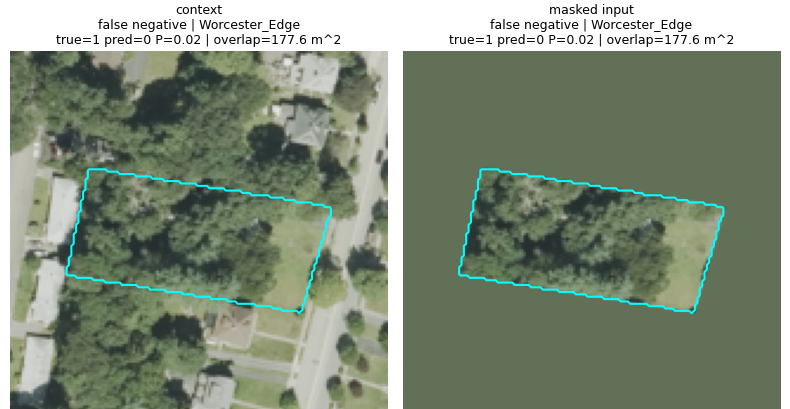 context
false negative | Worcester_Edge
true=1 pred=0 P=0.02 | overlap=177.6 m^2
masked input
false negative | Worcester_Edge
true=1 pred=0 P=0.02 | overlap=177.6 m^2